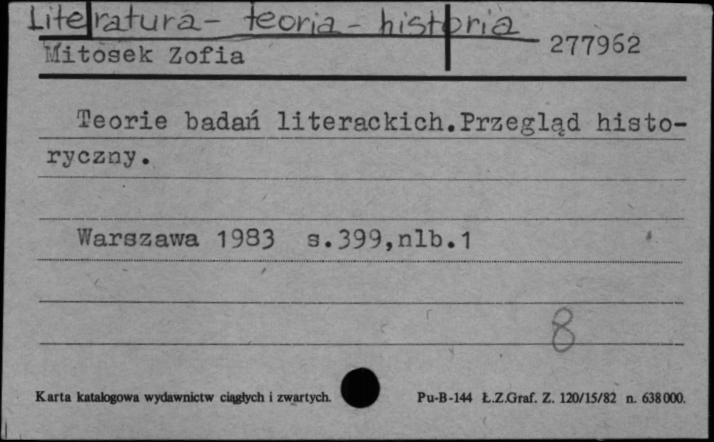 Literatura - teoria - historia
277962
Mitosek Zofia
Teorie badań literackich.Przegląd histo-
ryczny.
Warszawa 1983 s.399,nlb.1
8
Karta katalogowa wydawnictw ciągłych i zwartych. Pu-B-144 Ł.Z.Graf. Z. 120/15/82 n. 638000.